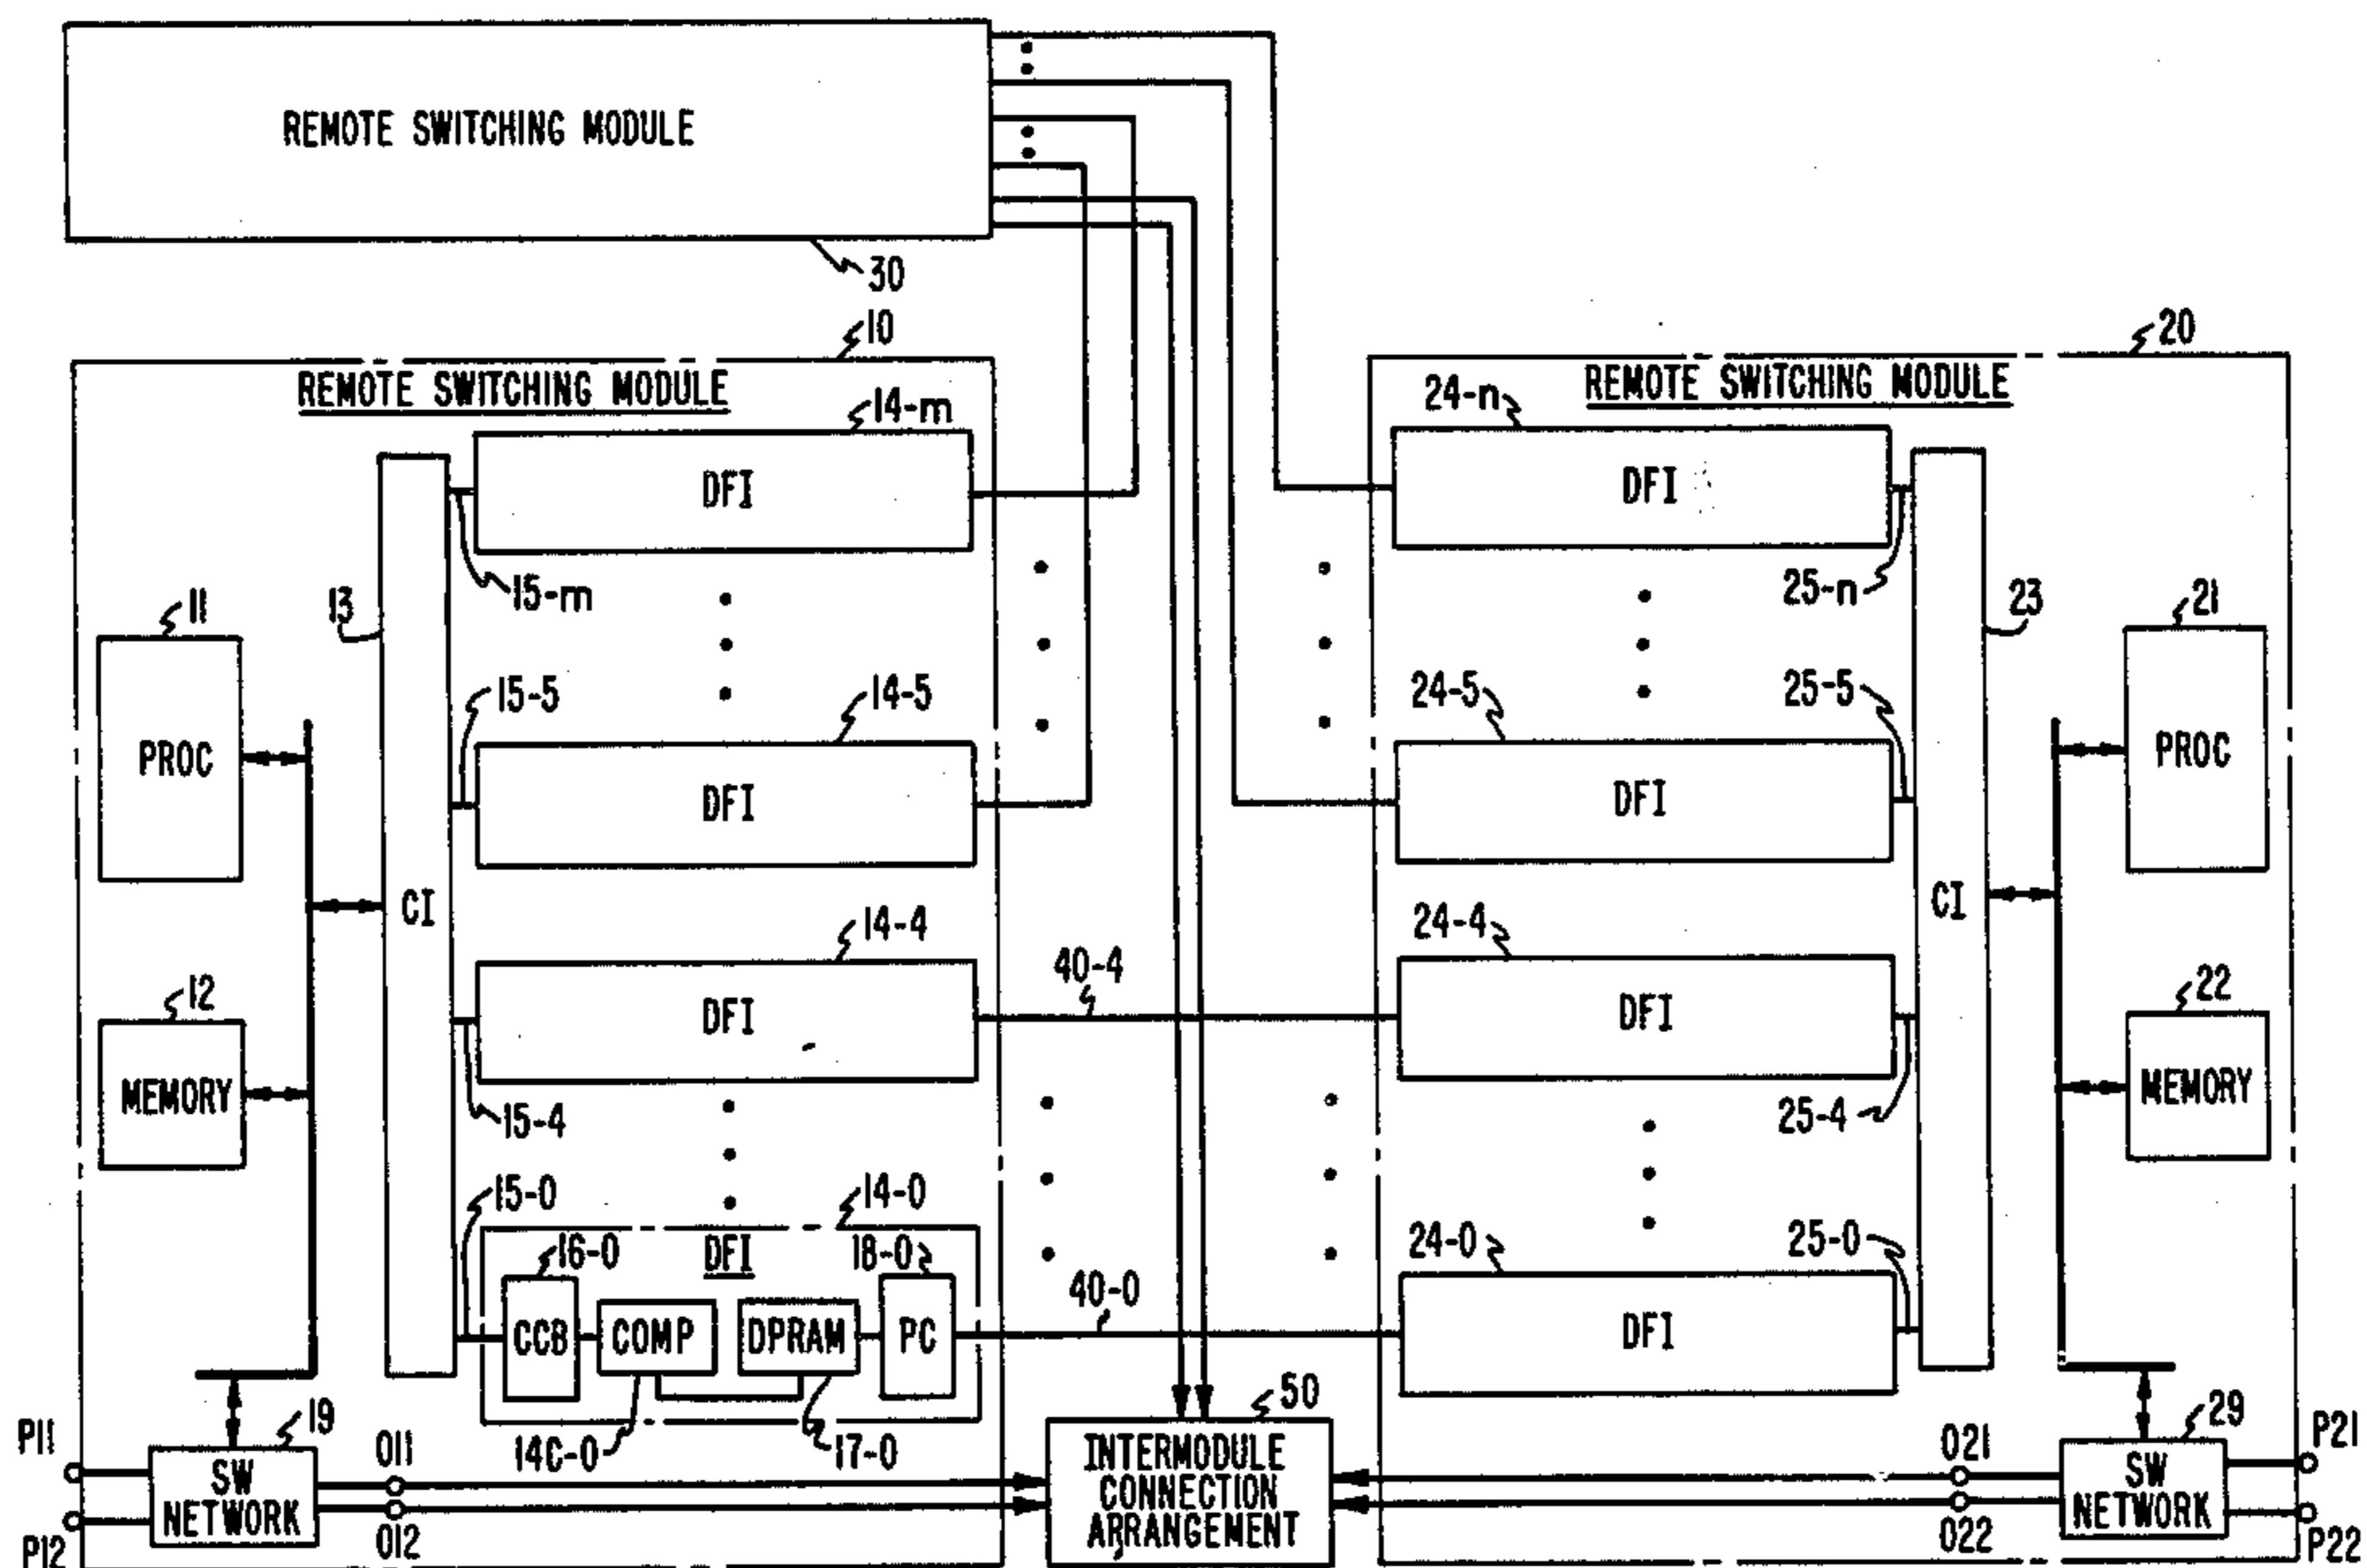 REMOTE SWITCHING MODULE
30
10
20
REMOTE SWITCHING MODULE
REMOTE SWITCHING MODULE
14-m
24-n
DFI
DFI
15-m
25-n
11
13
23
21
PROC
PROC
15-5
14-5
24-5
25-5
DFI
DFI
CI
CI
14-4
24-4
40-4
12
22
DFI
DFI
MEMORY
MEMORY
15-4
25-4
15-0
14-0
24-0
25-0
16-0
DFI
18-0
40-0
CCB
COMP
DPRAM
PC
DFI
14C-0
17-0
50
P11
19
011
021
29
P21
SW
NETWORK
INTERMODULE
CONNECTION
ARRANGEMENT
SW
NETWORK
P12
012
022
P22